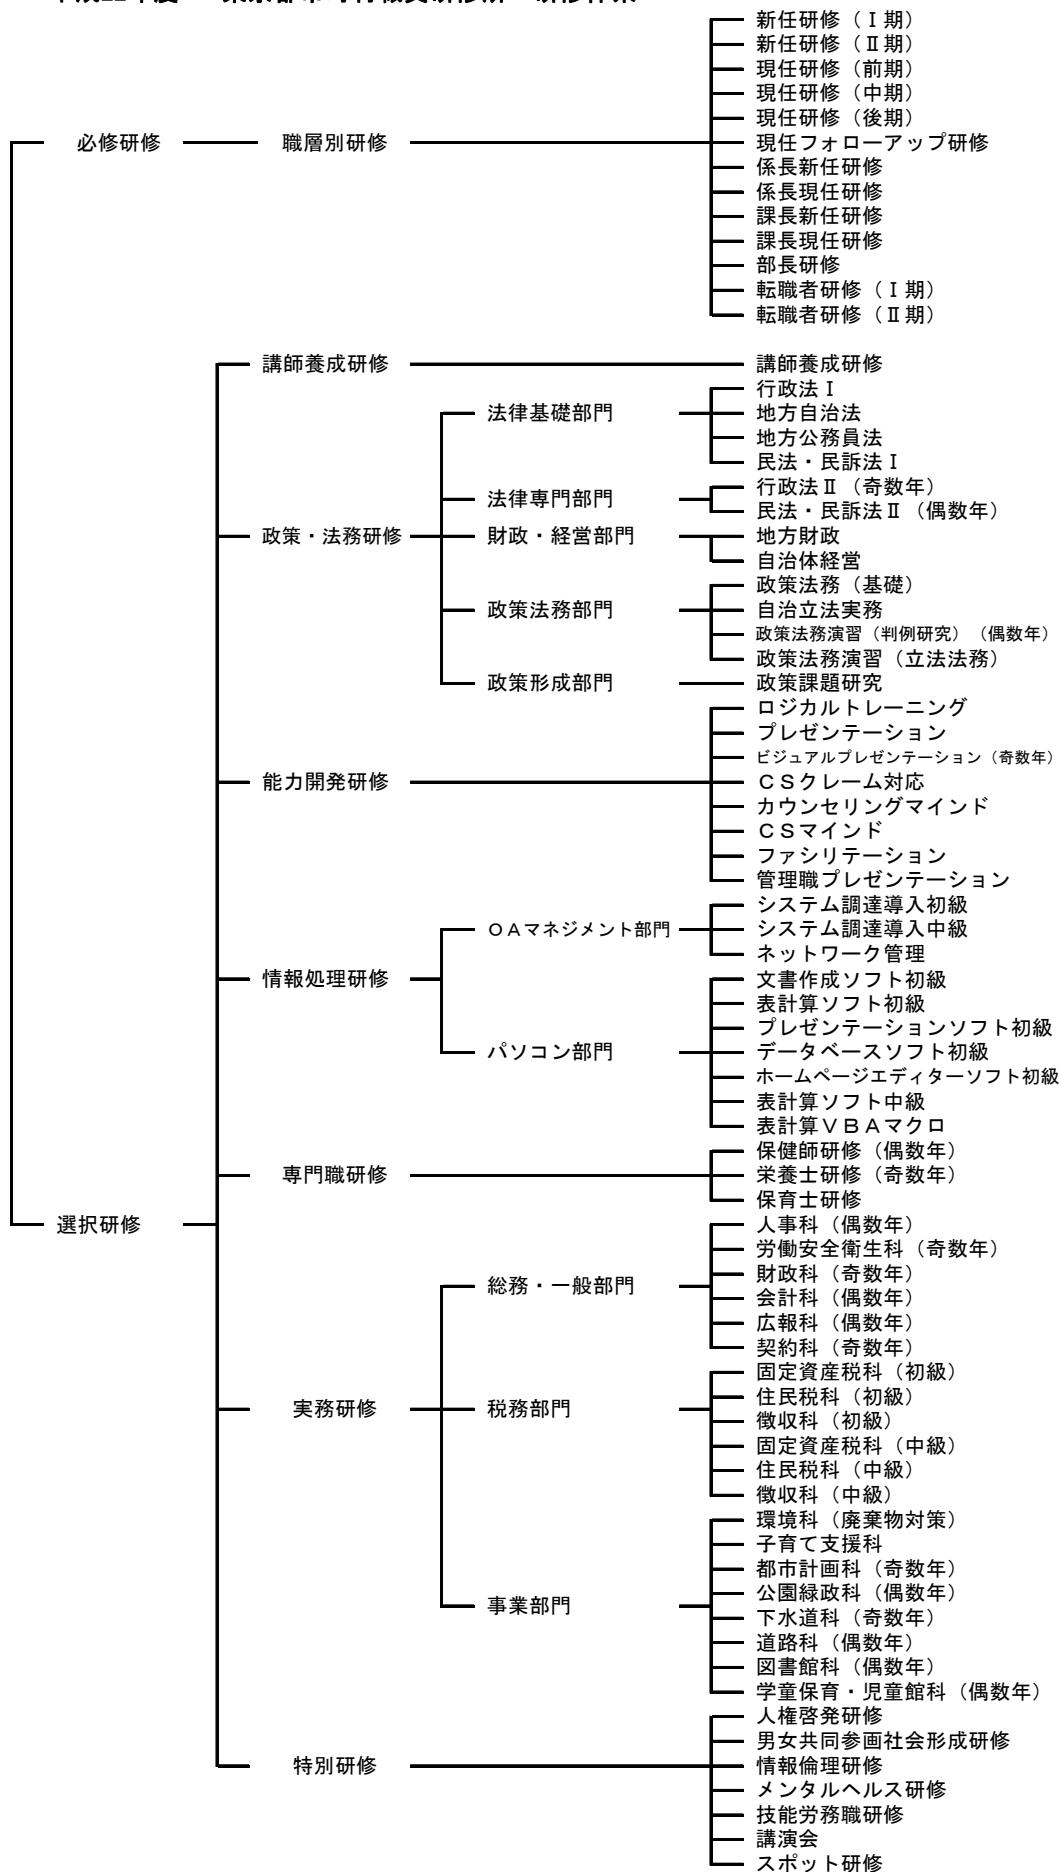 新任研修（Ⅰ期）
新任研修（Ⅱ期）
現任研修（前期）
現任研修（中期）
現任研修（後期）
必修研修 職層別研修 現任フォローアップ研修
係長新任研修
係長現任研修
課長新任研修
課長現任研修
部長研修
転職者研修（Ⅰ期）
転職者研修（Ⅱ期）
講師養成研修 講師養成研修
行政法Ⅰ
法律基礎部門 地方自治法
地方公務員法
民法・民訴法Ⅰ
法律専門部門 行政法Ⅱ（奇数年）
民法・民訴法Ⅱ（偶数年）
政策・法務研修 財政・経営部門 地方財政
自治体経営
政策法務（基礎）
政策法務部門 自治立法実務
政策法務演習（判例研究）（偶数年）
政策法務演習（立法法務）
政策形成部門 政策課題研究
ロジカルトレーニング
プレゼンテーション
ビジュアルプレゼンテーション（奇数年）
能力開発研修 ＣＳクレーム対応
カウンセリングマインド
ＣＳマインド
ファシリテーション
管理職プレゼンテーション
システム調達導入初級
ＯＡマネジメント部門 システム調達導入中級
ネットワーク管理
情報処理研修 文書作成ソフト初級
表計算ソフト初級
プレゼンテーションソフト初級
パソコン部門 データベースソフト初級
ホームページエディターソフト初級
表計算ソフト中級
表計算ＶＢＡマクロ
保健師研修（偶数年）
専門職研修 栄養士研修（奇数年）
保育士研修
選択研修 人事科（偶数年）
労働安全衛生科（奇数年）
総務・一般部門 財政科（奇数年）
会計科（偶数年）
広報科（偶数年）
契約科（奇数年）
固定資産税科（初級）
住民税科（初級）
実務研修 税務部門 徴収科（初級）
固定資産税科（中級）
住民税科（中級）
徴収科（中級）
環境科（廃棄物対策）
子育て支援科
都市計画科（奇数年）
事業部門 公園緑政科（偶数年）
下水道科（奇数年）
道路科（偶数年）
図書館科（偶数年）
学童保育・児童館科（偶数年）
人権啓発研修
男女共同参画社会形成研修
特別研修 情報倫理研修
メンタルヘルス研修
技能労務職研修
講演会
スポット研修